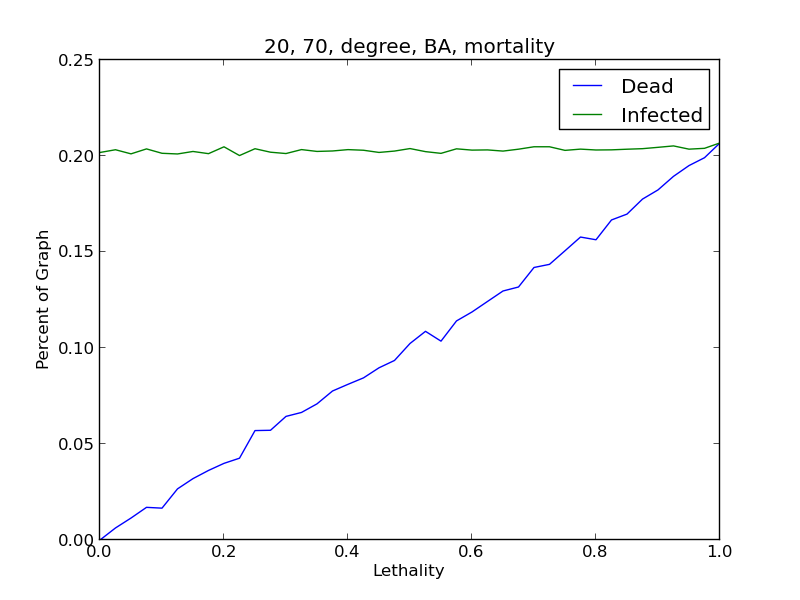 20, 70, degree, BA, mortality
Dead
Infected
Percent of Graph
0.25
0.20
0.15
0.10
0.05
0.00
0.0 0.2 0.4 0.6 0.8 1.0
Lethality